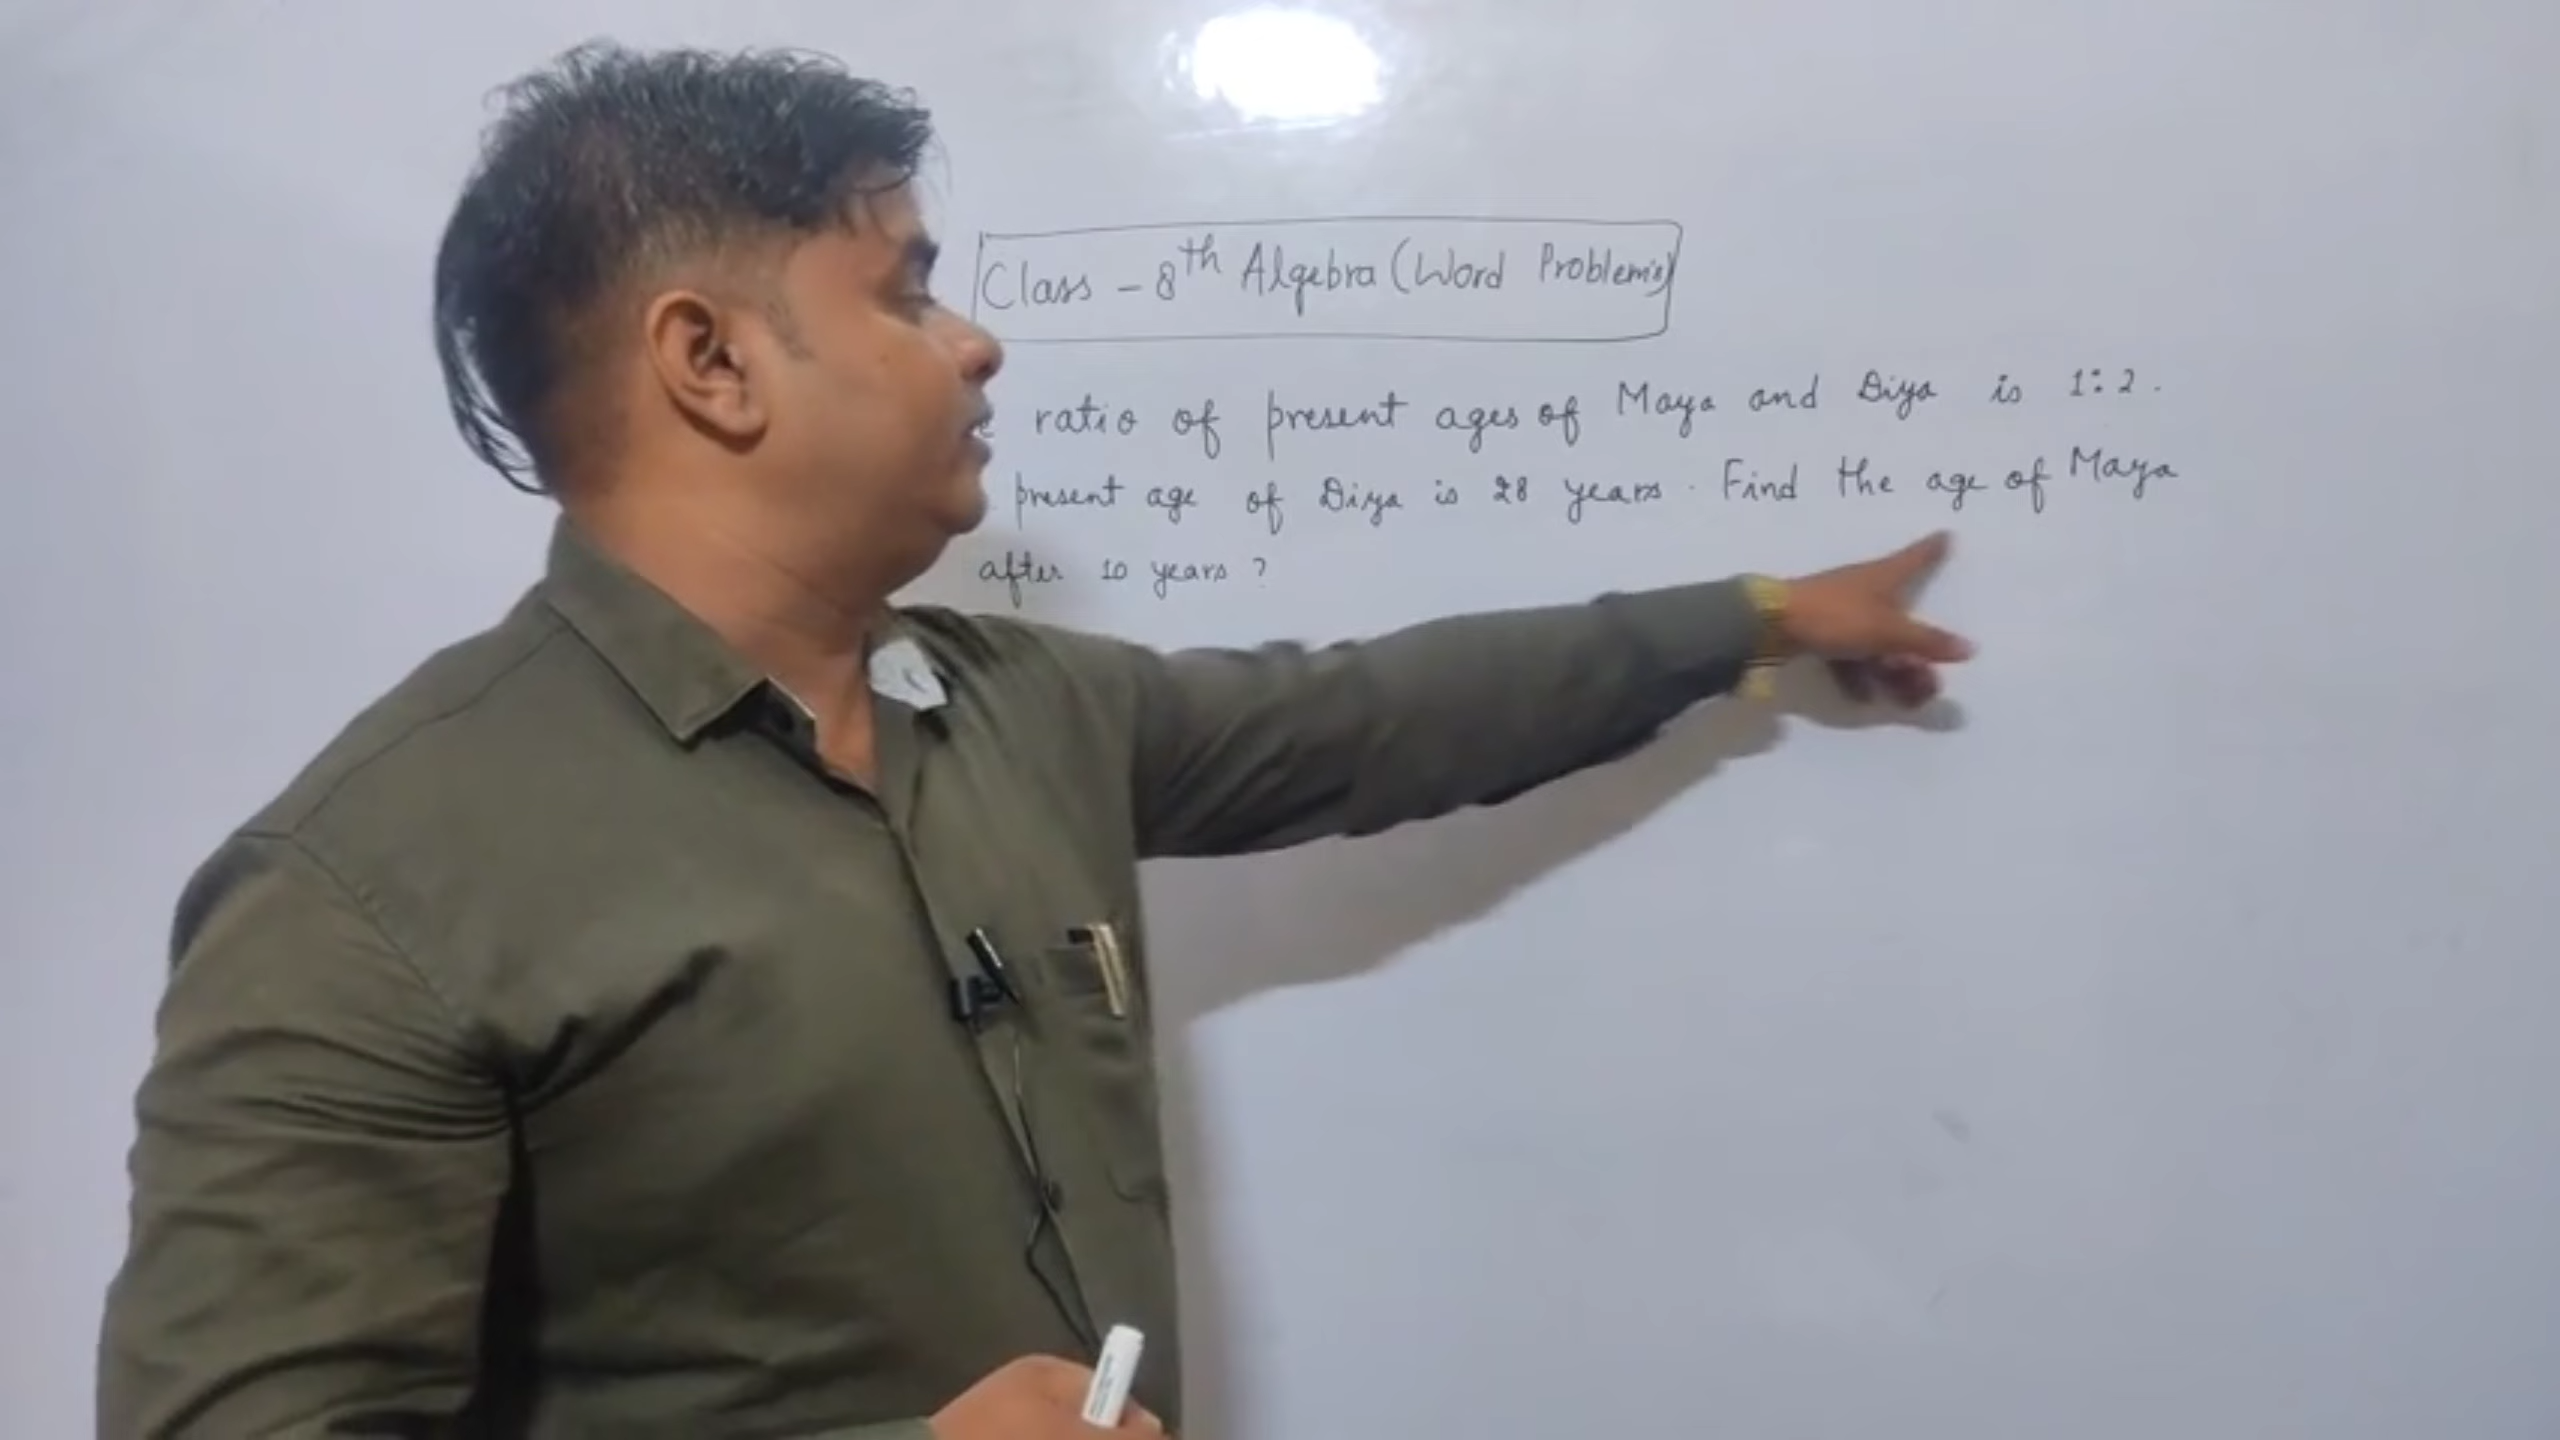 Class - 8th Algebra (Word Problems)
ratio of present ages of Maya and Diya is 1:2.
present age of Diya is 28 years. Find the age of Maya
after 10 years ?